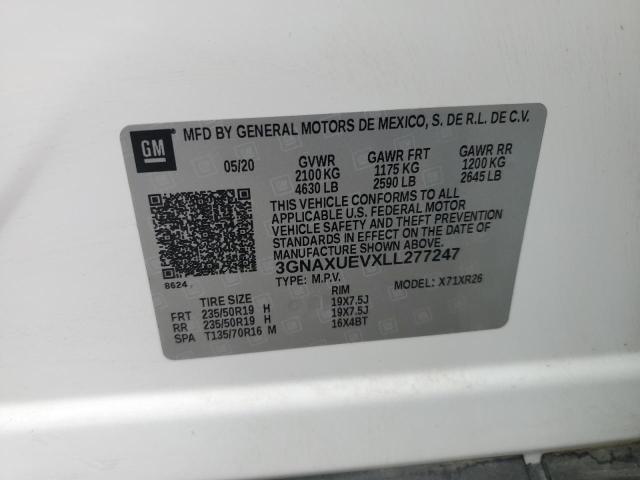 GM
MFD BY GENERAL MOTORS DE MEXICO, S. DE R.L. DE C.V.
05/20 GVWR GAWR FRT GAWR RR
2100 KG 1175 KG 1200 KG
4630 LB 2590 LB 2645 LB
THIS VEHICLE CONFORMS TO ALL
APPLICABLE U.S. FEDERAL MOTOR
VEHICLE SAFETY AND THEFT PREVENTION
STANDARDS IN EFFECT ON THE DATE OF
MANUFACTURE SHOWN ABOVE.
3GNAXUEVXLL277247
8624
TYPE: M.P.V. MODEL: X71XR26
TIRE SIZE RIM
FRT 235/50R19 H 19X7.5J
RR 235/50R19 H 19X7.5J
SPA T135/70R16 M 16X4BT